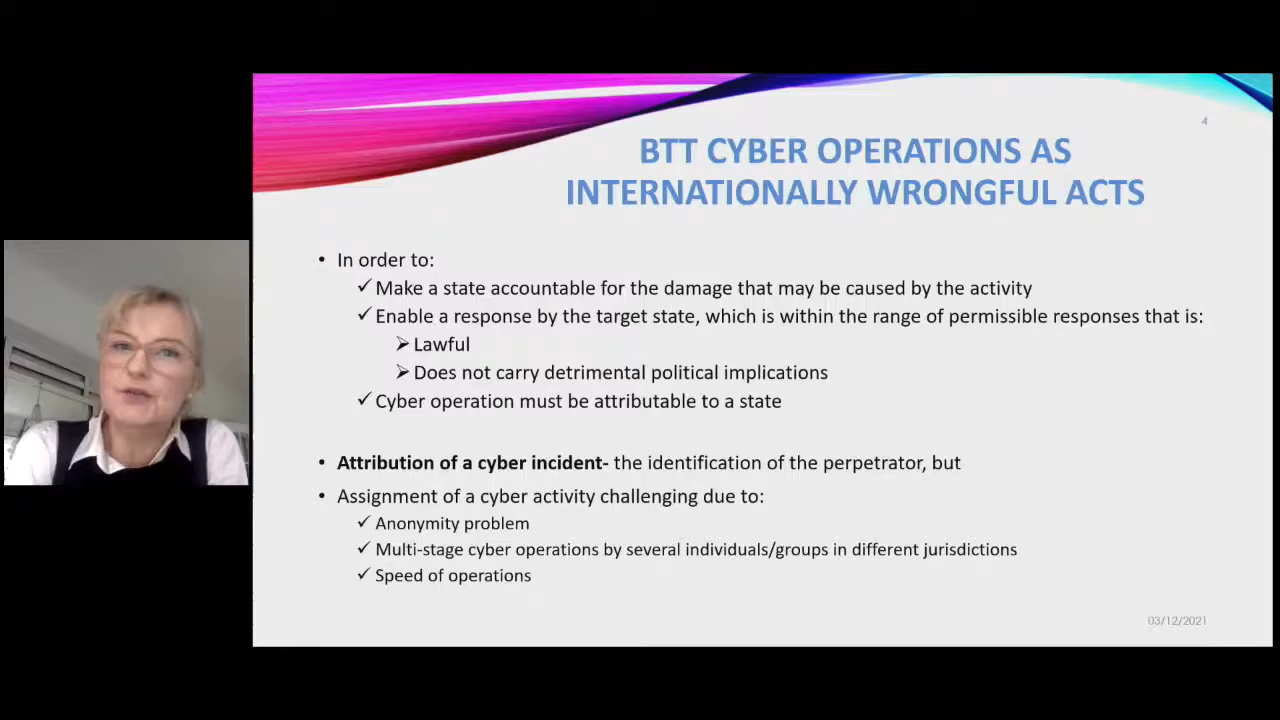 4
BTT CYBER OPERATIONS AS
INTERNATIONALLY WRONGFUL ACTS
• In order to:
✓ Make a state accountable for the damage that may be caused by the activity
✓ Enable a response by the target state, which is within the range of permissible responses that is:
➢ Lawful
➢ Does not carry detrimental political implications
✓ Cyber operation must be attributable to a state
• Attribution of a cyber incident- the identification of the perpetrator, but
• Assignment of a cyber activity challenging due to:
✓ Anonymity problem
✓ Multi-stage cyber operations by several individuals/groups in different jurisdictions
✓ Speed of operations
03/12/2021